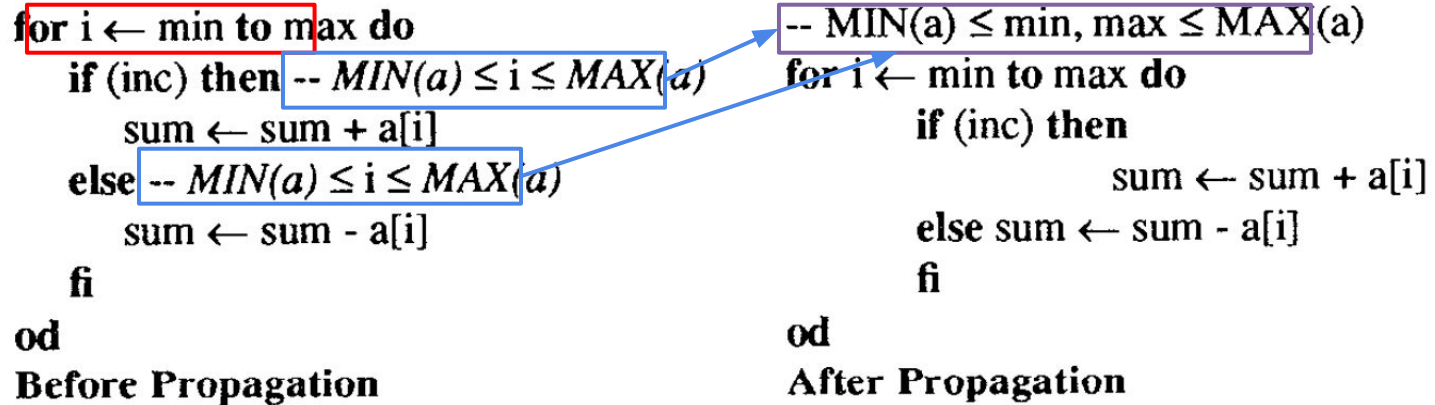 for i ← min to max do
if (inc) then -- MIN(a) ≤ i ≤ MAX(a)
sum ← sum + a[i]
else -- MIN(a) ≤ i ≤ MAX(a)
sum ← sum - a[i]
fi
od
Before Propagation
-- MIN(a) ≤ min, max ≤ MAX(a)
for i ← min to max do
if (inc) then
sum ← sum + a[i]
else sum ← sum - a[i]
fi
od
After Propagation